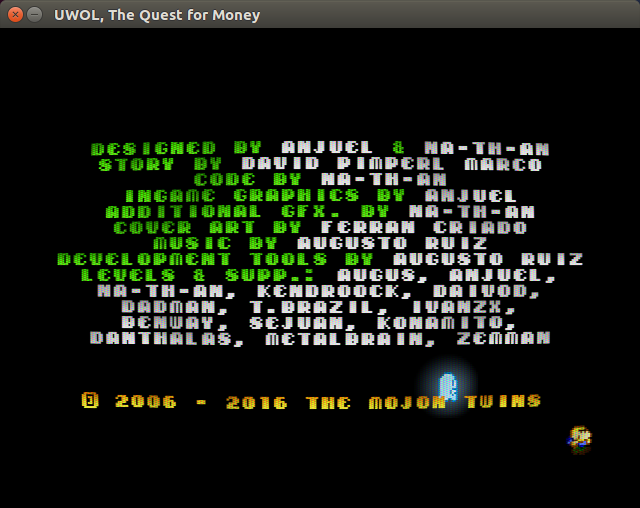 UWOL, The Quest for Money
DESIGNED BY ANJUEL & NA-TH-AN
STORY BY DAVID PIMPERL MARCO
CODE BY NA-TH-AN
INGAME GRAPHICS BY ANJUEL
ADDITIONAL GFX. BY NA-TH-AN
COVER ART BY FERRAN CRIADO
MUSIC BY AUGUSTO RUIZ
DEVELOPMENT TOOLS BY AUGUSTO RUIZ
LEVELS & SUPP.: AUGUS, ANJUEL,
NA-TH-AN, KENDROOCK, DAIVOD,
DADMAN, T.BRAZIL, IVANZX,
BENWAY, SEJUAN, KONAMITO,
DANTHALAS, METALBRAIN, ZEMMAN
© 2006 - 2016 THE MOJON TWINS